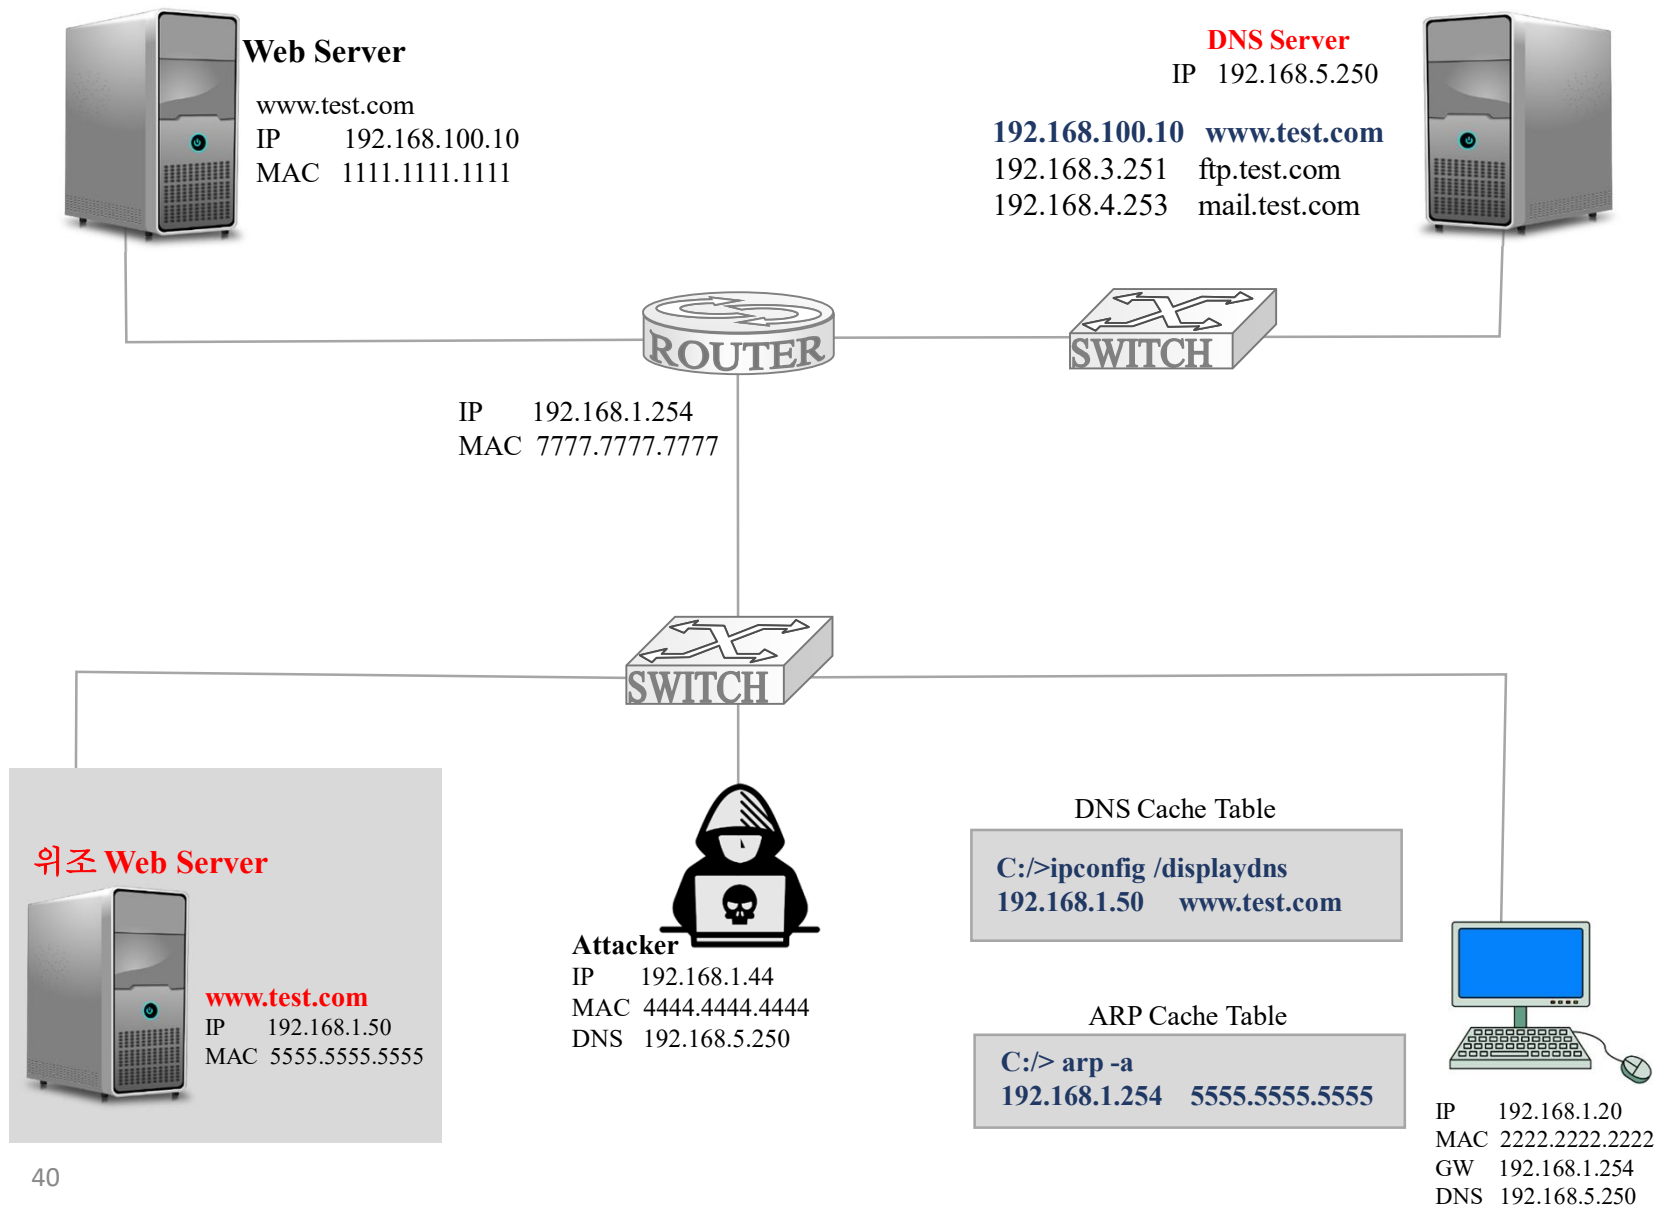 Web Server
www.test.com
IP 192.168.100.10
MAC 1111.1111.1111
DNS Server
IP 192.168.5.250
192.168.100.10 www.test.com
192.168.3.251 ftp.test.com
192.168.4.253 mail.test.com
ROUTER
SWITCH
IP 192.168.1.254
MAC 7777.7777.7777
SWITCH
위조 Web Server
www.test.com
IP 192.168.1.50
MAC 5555.5555.5555
Attacker
IP 192.168.1.44
MAC 4444.4444.4444
DNS 192.168.5.250
DNS Cache Table
C:/>ipconfig /displaydns
192.168.1.50 www.test.com
ARP Cache Table
C:/> arp -a
192.168.1.254 5555.5555.5555
IP 192.168.1.20
MAC 2222.2222.2222
GW 192.168.1.254
DNS 192.168.5.250
40